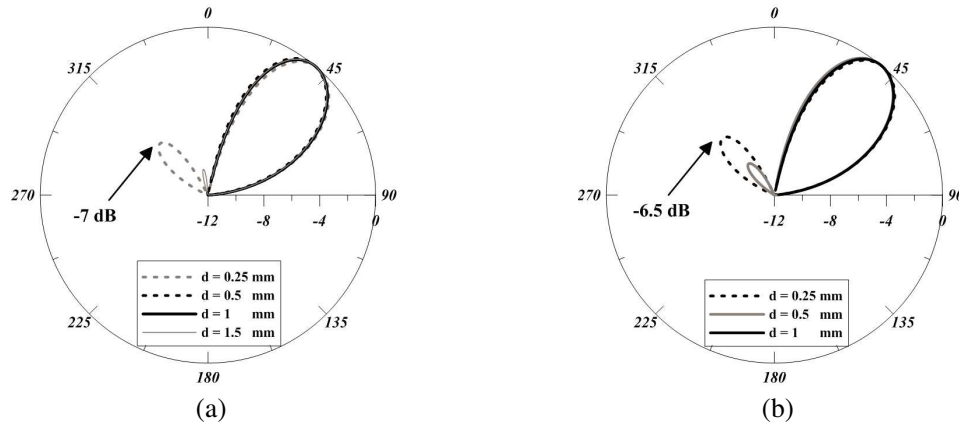 0
45
90
135
180
225
270
315
-12
-8
-4
0
-7 dB
d = 0.25 mm
d = 0.5 mm
d = 1 mm
d = 1.5 mm
(a)
0
45
90
135
180
225
270
315
-12
-8
-4
0
-6.5 dB
d = 0.25 mm
d = 0.5 mm
d = 1 mm
(b)